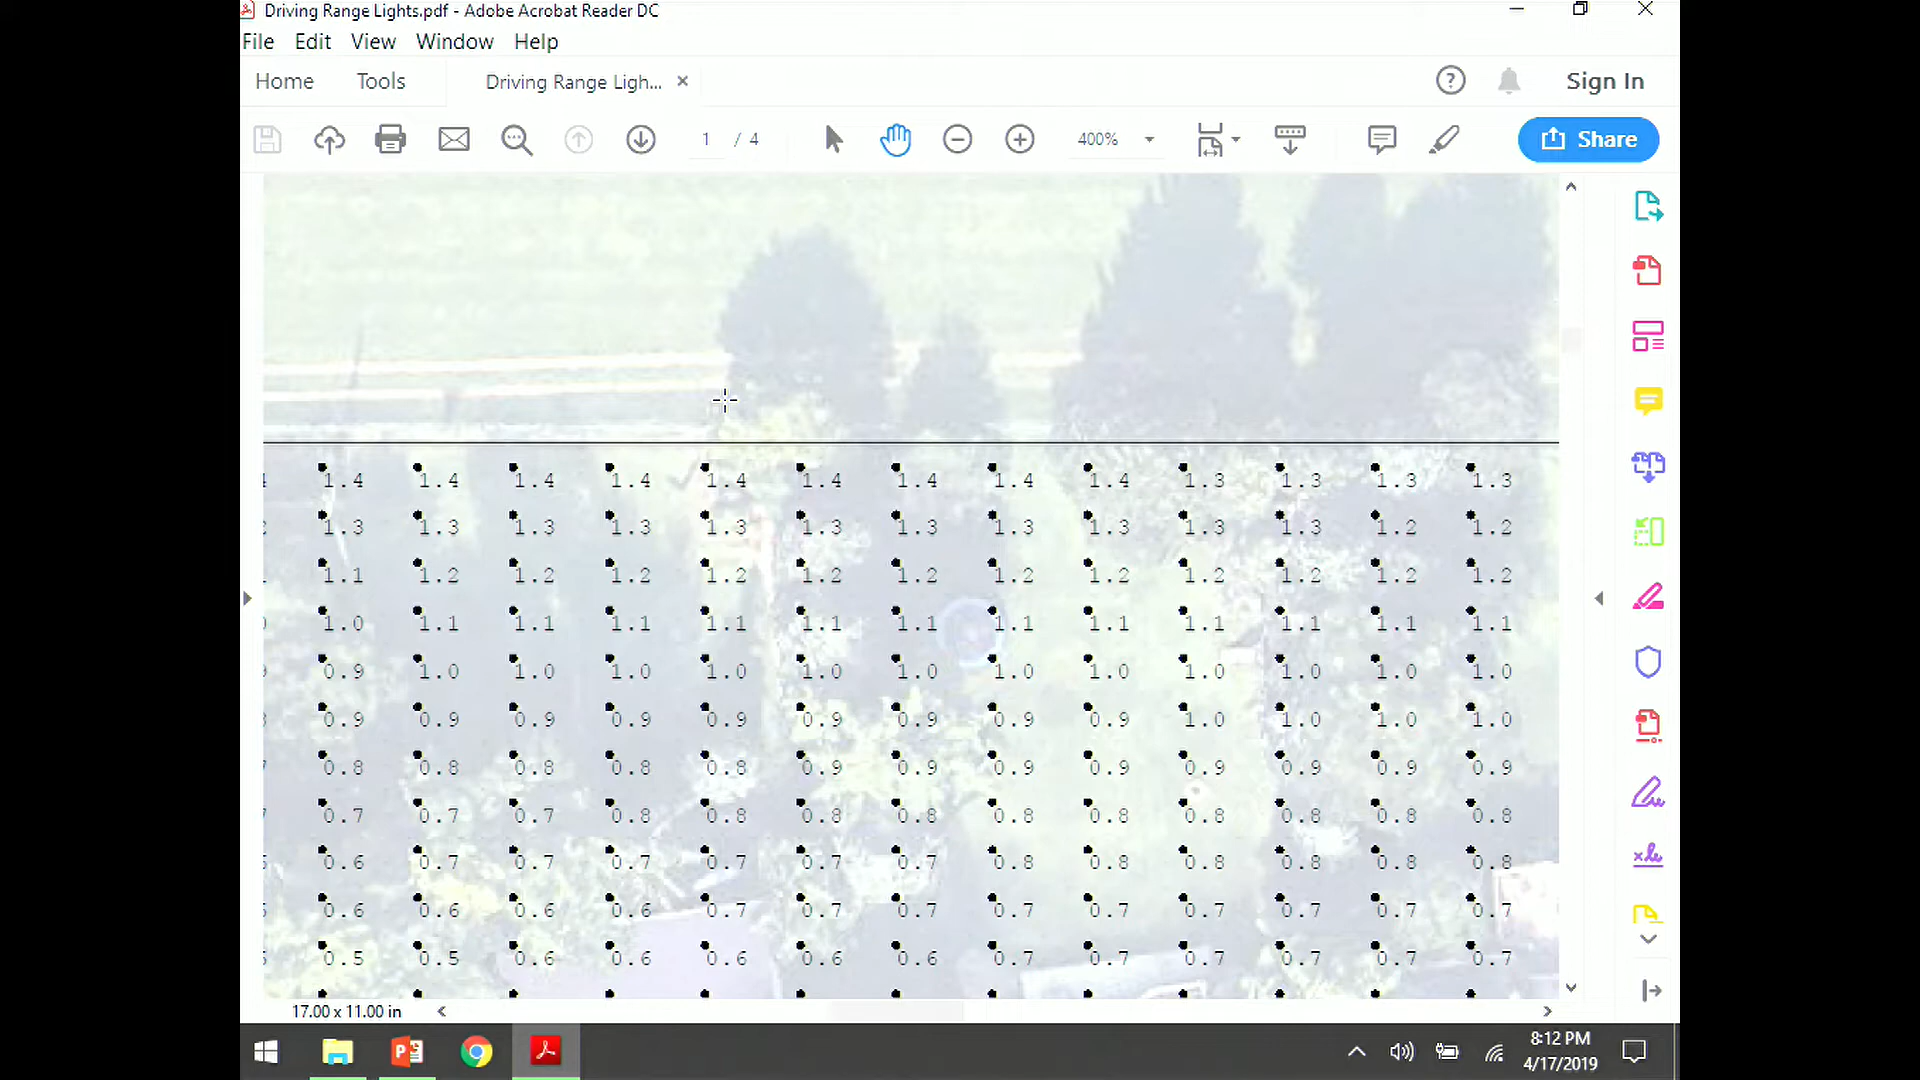 Driving Range Lights.pdf - Adobe Acrobat Reader DC
File Edit View Window Help
Home Tools Driving Range Ligh... Sign In
1 / 4 400% Share
1.4 1.4 1.4 1.4 1.4 1.4 1.4 1.4 1.4 1.3 1.3 1.3 1.3
1.3 1.3 1.3 1.3 1.3 1.3 1.3 1.3 1.3 1.3 1.3 1.2 1.2
1.1 1.2 1.2 1.2 1.2 1.2 1.2 1.2 1.2 1.2 1.2 1.2 1.2
1.0 1.1 1.1 1.1 1.1 1.1 1.1 1.1 1.1 1.1 1.1 1.1 1.1
0.9 1.0 1.0 1.0 1.0 1.0 1.0 1.0 1.0 1.0 1.0 1.0 1.0
0.9 0.9 0.9 0.9 0.9 0.9 0.9 0.9 0.9 1.0 1.0 1.0 1.0
0.8 0.8 0.8 0.8 0.8 0.9 0.9 0.9 0.9 0.9 0.9 0.9 0.9
0.7 0.7 0.7 0.8 0.8 0.8 0.8 0.8 0.8 0.8 0.8 0.8 0.8
0.6 0.7 0.7 0.7 0.7 0.7 0.7 0.8 0.8 0.8 0.8 0.8 0.8
0.6 0.6 0.6 0.6 0.7 0.7 0.7 0.7 0.7 0.7 0.7 0.7 0.7
0.5 0.5 0.6 0.6 0.6 0.6 0.6 0.7 0.7 0.7 0.7 0.7 0.7
17.00 x 11.00 in
8:12 PM
4/17/2019